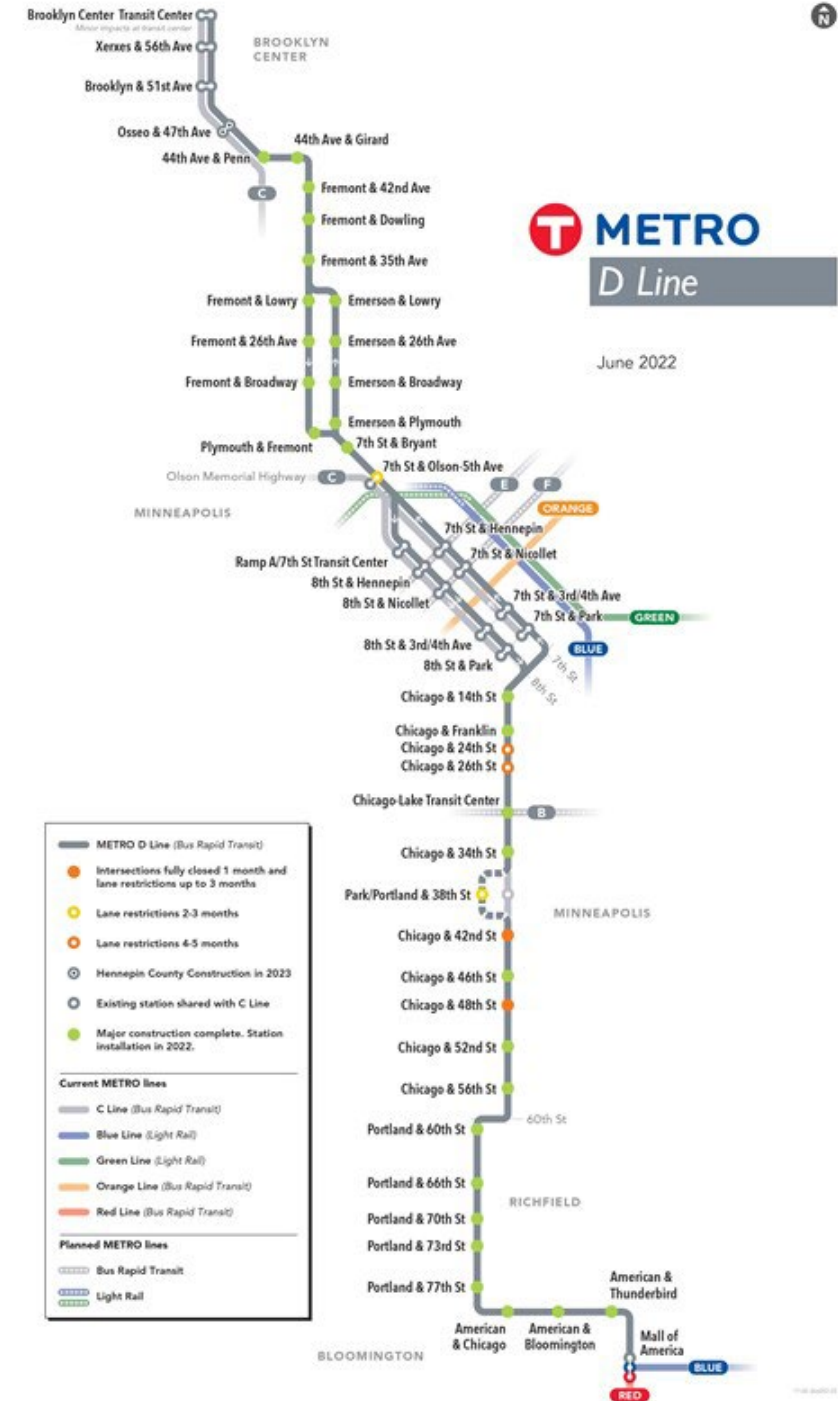 Brooklyn Center Transit Center
Minor impacts at transit center
Xerxes & 56th Ave
BROOKLYN
CENTER
Brooklyn & 51st Ave
Osseo & 47th Ave
44th Ave & Girard
44th Ave & Penn
C
Fremont & 42nd Ave
Fremont & Dowling
Fremont & 35th Ave
N
T METRO
D Line
June 2022
Fremont & Lowry
Emerson & Lowry
Fremont & 26th Ave
Emerson & 26th Ave
Fremont & Broadway
Emerson & Broadway
Emerson & Plymouth
Plymouth & Fremont
7th St & Bryant
7th St & Olson-5th Ave
Olson Memorial Highway
C
E
F
ORANGE
MINNEAPOLIS
7th St & Hennepin
7th St & Nicollet
Ramp A/7th St Transit Center
8th St & Hennepin
8th St & Nicollet
7th St & 3rd/4th Ave
7th St & Park
GREEN
BLUE
8th St & 3rd/4th Ave
8th St & Park
7th St
8th St
Chicago & 14th St
Chicago & Franklin
Chicago & 24th St
Chicago & 26th St
Chicago-Lake Transit Center
B
Chicago & 34th St
Park/Portland & 38th St
MINNEAPOLIS
Chicago & 42nd St
Chicago & 46th St
Chicago & 48th St
Chicago & 52nd St
Chicago & 56th St
60th St
Portland & 60th St
Portland & 66th St
RICHFIELD
Portland & 70th St
Portland & 73rd St
Portland & 77th St
American &
Thunderbird
American
& Chicago
American &
Bloomington
Mall of
America
BLOOMINGTON
BLUE
RED
METRO D Line (Bus Rapid Transit)
Intersections fully closed 1 month and
lane restrictions up to 3 months
Lane restrictions 2-3 months
Lane restrictions 4-5 months
Hennepin County Construction in 2023
Existing station shared with C Line
Major construction complete. Station
installation in 2022.
Current METRO lines
C Line (Bus Rapid Transit)
Blue Line (Light Rail)
Green Line (Light Rail)
Orange Line (Bus Rapid Transit)
Red Line (Bus Rapid Transit)
Planned METRO lines
Bus Rapid Transit
Light Rail